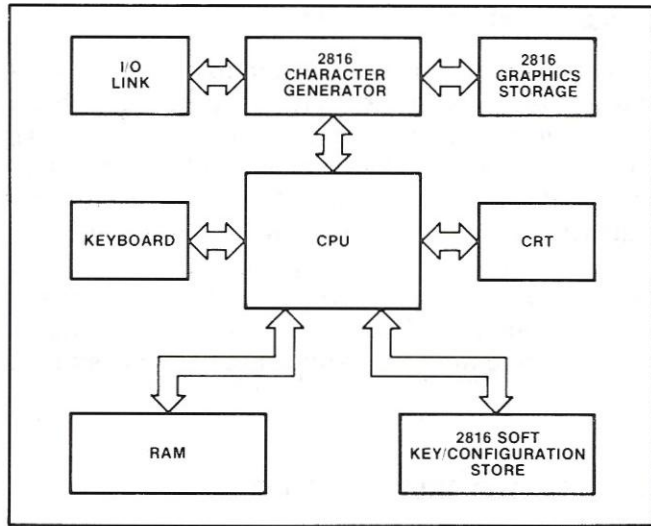 I/O
LINK
2816
CHARACTER
GENERATOR
2816
GRAPHICS
STORAGE
KEYBOARD
CPU
CRT
RAM
2816 SOFT
KEY/CONFIGURATION
STORE